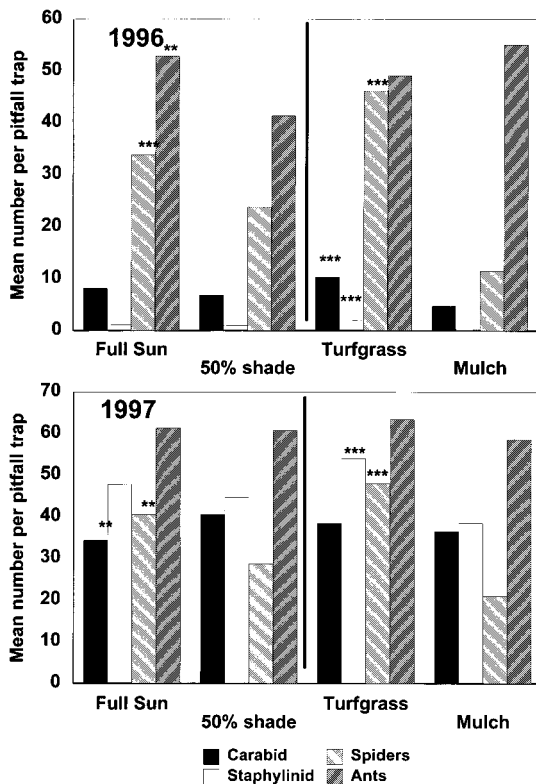 Mean number per pitfall trap
1996
60
50
40
30
20
10
0
***
**
***
***
***
Full Sun
50% shade
Turfgrass
Mulch
Mean number per pitfall trap
1997
70
60
50
40
30
20
10
0
**
**
***
***
Full Sun
50% shade
Turfgrass
Mulch
Carabid
Spiders
Staphylinid
Ants